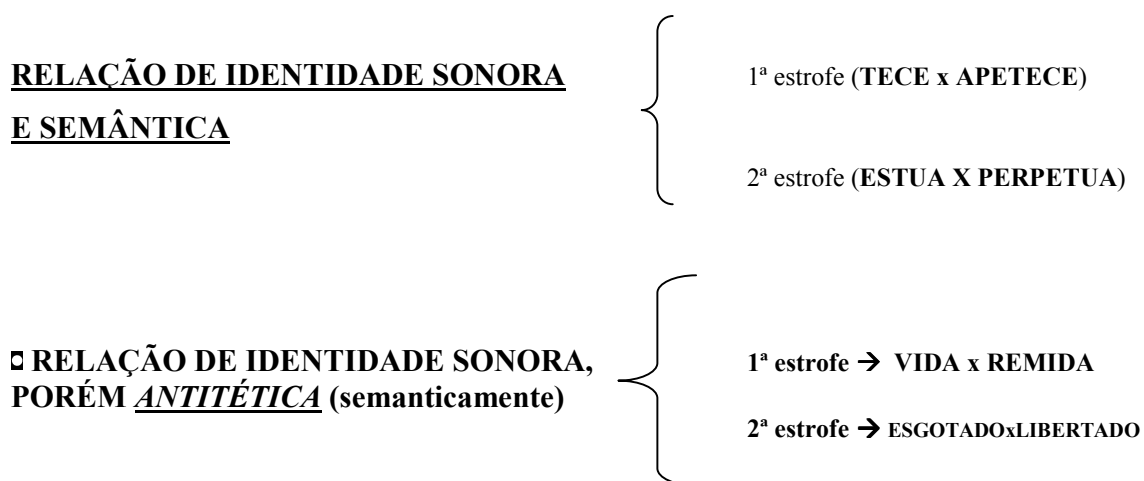 RELAÇÃO DE IDENTIDADE SONORA
E SEMÂNTICA
1ª estrofe (TECE x APETECE)
2ª estrofe (ESTUA X PERPETUA)
◘ RELAÇÃO DE IDENTIDADE SONORA,
PORÉM ANTITÉTICA (semanticamente)
1ª estrofe → VIDA x REMIDA
2ª estrofe → ESGOTADOxLIBERTADO